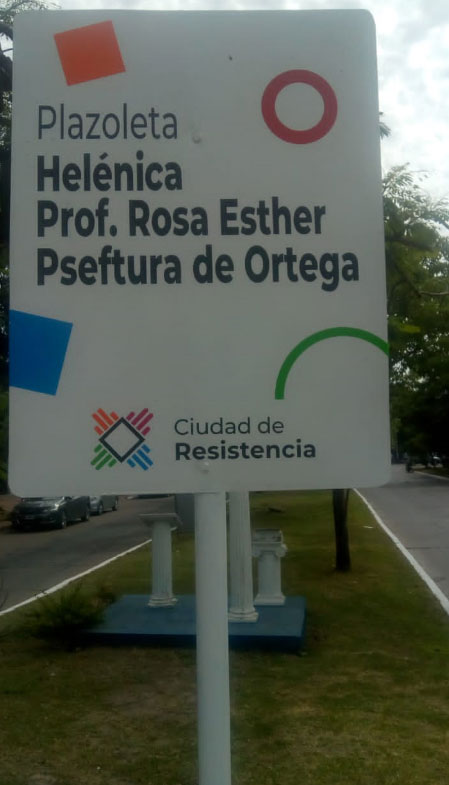 Plazoleta
Helénica
Prof. Rosa Esther
Pseftura de Ortega
Ciudad de
Resistencia